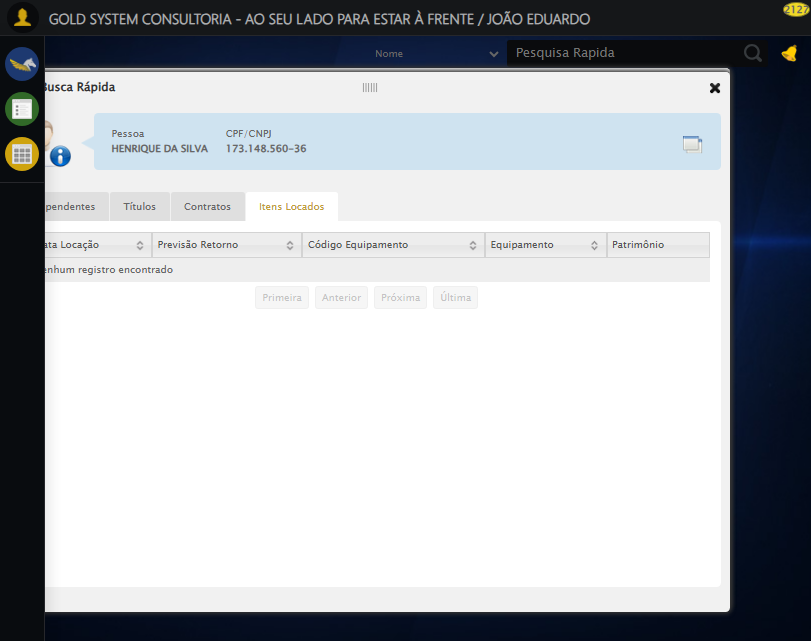 GOLD SYSTEM CONSULTORIA - AO SEU LADO PARA ESTAR À FRENTE / JOÃO EDUARDO
2127
Nome
Pesquisa Rapida
Busca Rápida
Pessoa
CPF/CNPJ
HENRIQUE DA SILVA
173.148.560-36
pendentes
Títulos
Contratos
Itens Locados
ata Locação
Previsão Retorno
Código Equipamento
Equipamento
Patrimônio
enhum registro encontrado
Primeira
Anterior
Próxima
Última